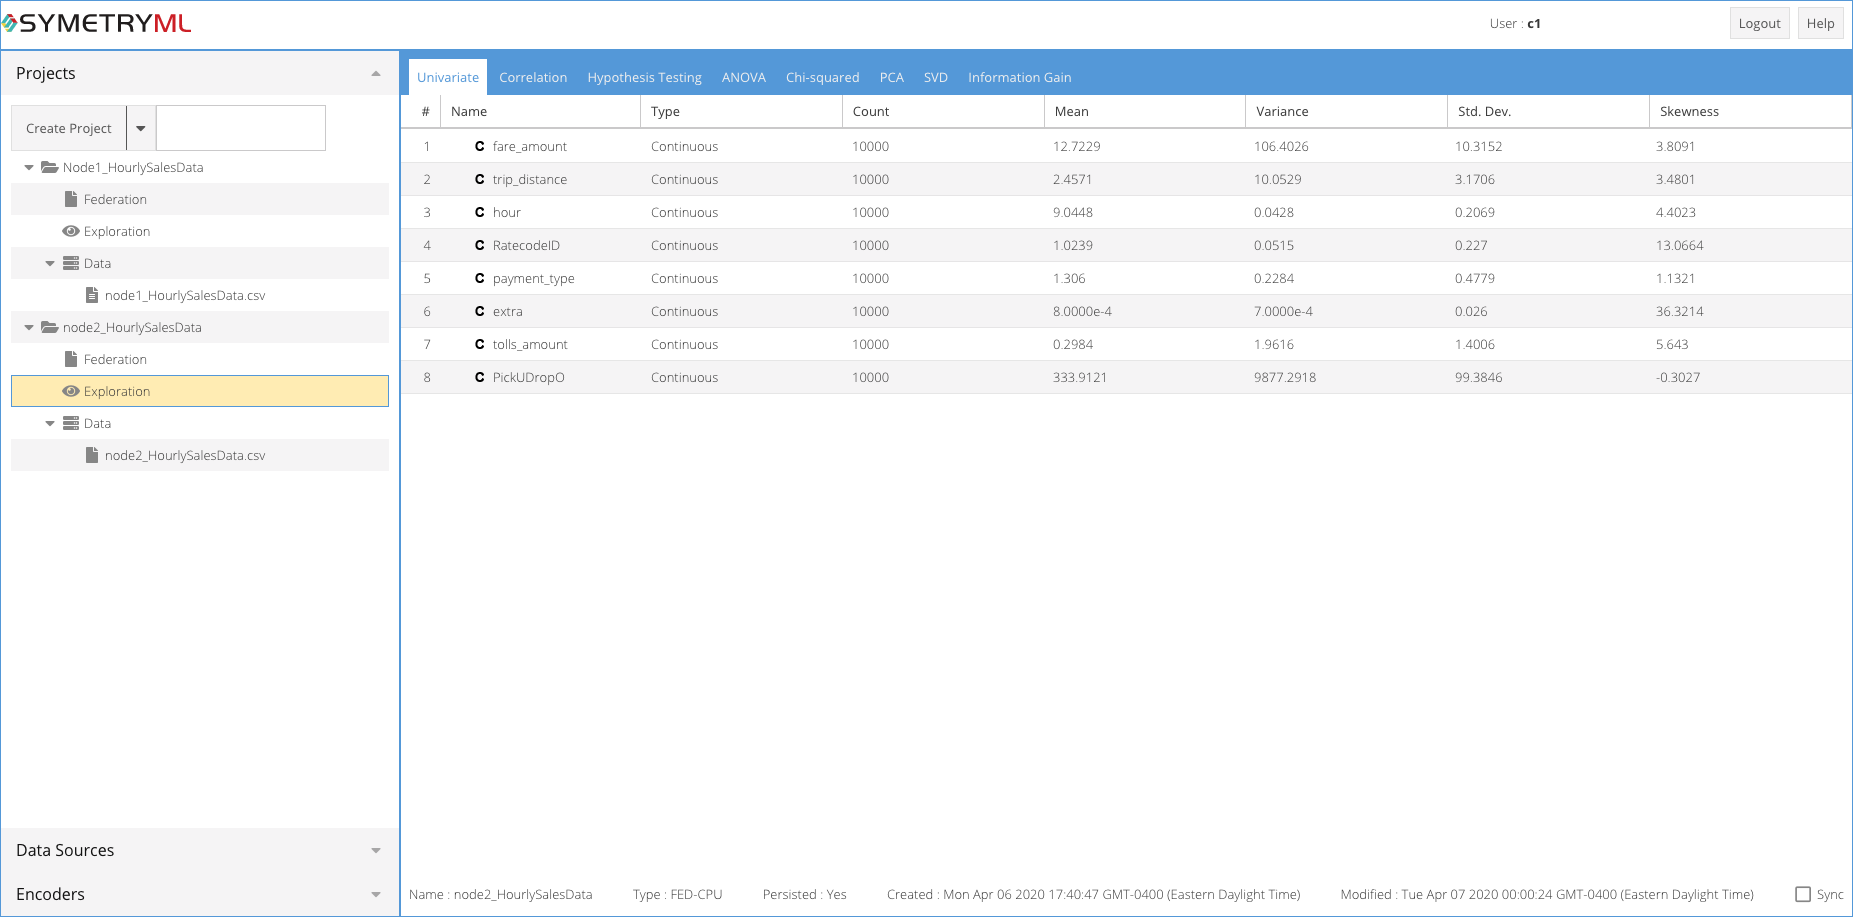 SYMETRYML
User : c1
Logout
Help
Projects
Create Project
Node1_HourlySalesData
Federation
Exploration
Data
node1_HourlySalesData.csv
node2_HourlySalesData
Federation
Exploration
Data
node2_HourlySalesData.csv
Data Sources
Encoders
Univariate Correlation Hypothesis Testing ANOVA Chi-squared PCA SVD Information Gain
# Name Type Count Mean Variance Std. Dev. Skewness
1 C fare_amount Continuous 10000 12.7229 106.4026 10.3152 3.8091
2 C trip_distance Continuous 10000 2.4571 10.0529 3.1706 3.4801
3 C hour Continuous 10000 9.0448 0.0428 0.2069 4.4023
4 C RatecodeID Continuous 10000 1.0239 0.0515 0.227 13.0664
5 C payment_type Continuous 10000 1.306 0.2284 0.4779 1.1321
6 C extra Continuous 10000 8.0000e-4 7.0000e-4 0.026 36.3214
7 C tolls_amount Continuous 10000 0.2984 1.9616 1.4006 5.643
8 C PickUDropO Continuous 10000 333.9121 9877.2918 99.3846 -0.3027
Name : node2_HourlySalesData Type : FED-CPU Persisted : Yes Created : Mon Apr 06 2020 17:40:47 GMT-0400 (Eastern Daylight Time) Modified : Tue Apr 07 2020 00:00:24 GMT-0400 (Eastern Daylight Time) Sync